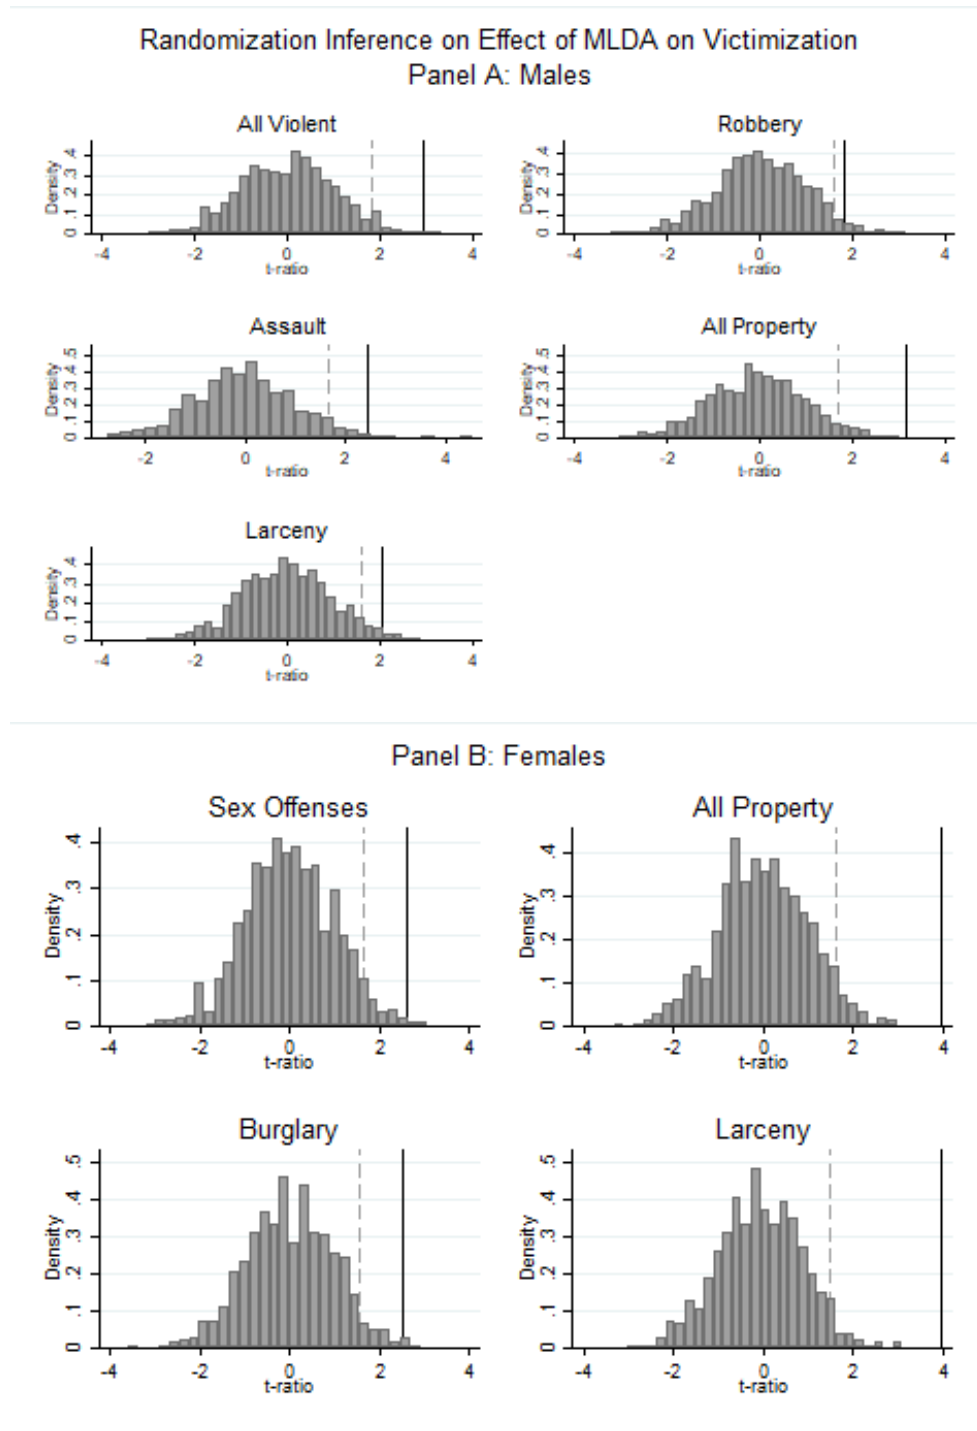 Randomization Inference on Effect of MLDA on Victimization
Panel A: Males
All Violent
Density
0 .1 .2 .3 .4
-4 -2 0 2 4
t-ratio
Robbery
Density
0 .1 .2 .3 .4
-4 -2 0 2 4
t-ratio
Assault
Density
0 .1 .2 .3 .4 .5
-2 0 2 4
t-ratio
All Property
Density
0 .1 .2 .3 .4 .5
-4 -2 0 2 4
t-ratio
Larceny
Density
0 .1 .2 .3 .4
-4 -2 0 2 4
t-ratio
Panel B: Females
Sex Offenses
Density
0 .1 .2 .3 .4
-4 -2 0 2 4
t-ratio
All Property
Density
0 .1 .2 .3 .4
-4 -2 0 2 4
t-ratio
Burglary
Density
0 .1 .2 .3 .4 .5
-4 -2 0 2 4
t-ratio
Larceny
Density
0 .1 .2 .3 .4 .5
-4 -2 0 2 4
t-ratio